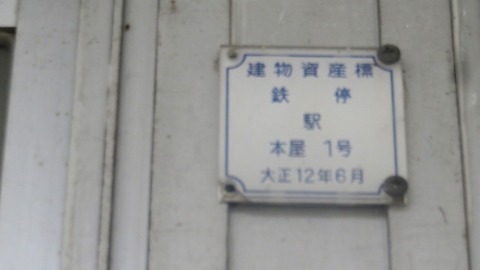 建物資産標
鉄 停
駅
本屋 1号
大正12年6月